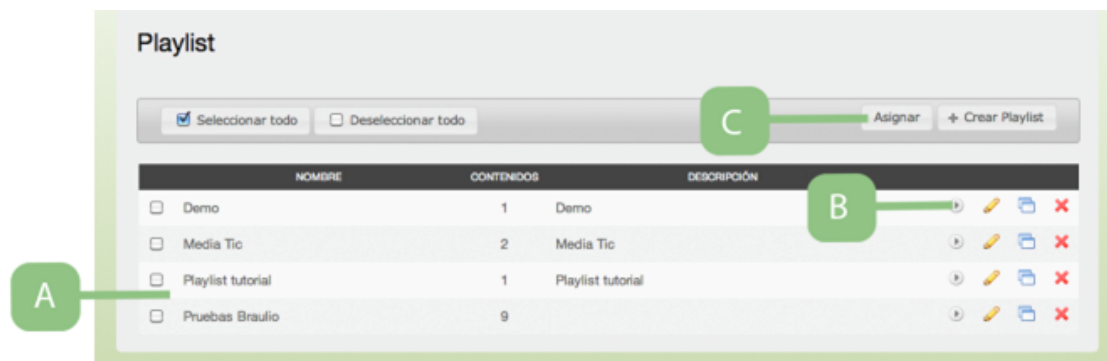 Playlist
Seleccionar todo Deseleccionar todo C Asignar + Crear Playlist
NOMBRE CONTENIDOS DESCRIPCIÓN
Demo 1 Demo B
Media Tic 2 Media Tic
A Playlist tutorial 1 Playlist tutorial
Pruebas Braulio 9